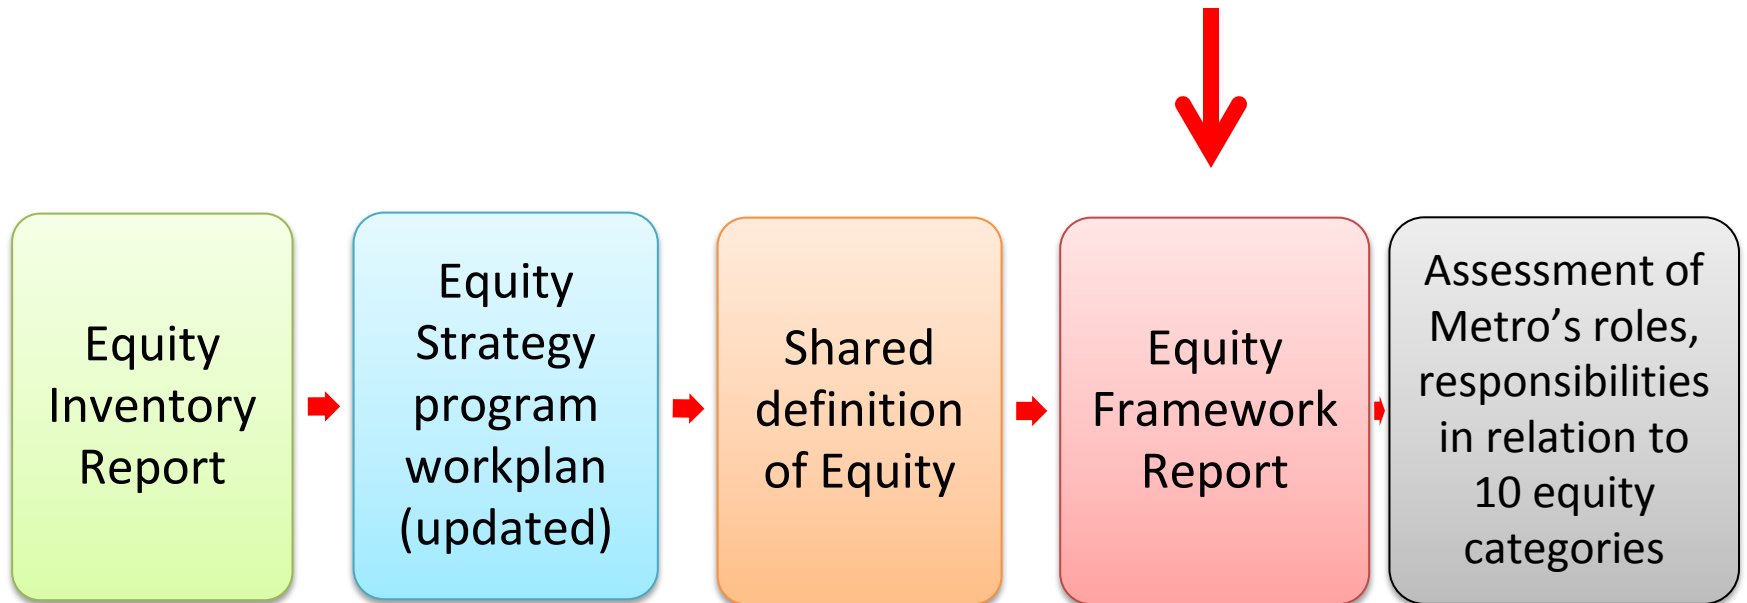 Equity
Inventory
Report
Equity
Strategy
program
workplan
(updated)
Shared
definition
of Equity
Equity
Framework
Report
Assessment of
Metro’s roles,
responsibilities
in relation to
10 equity
categories